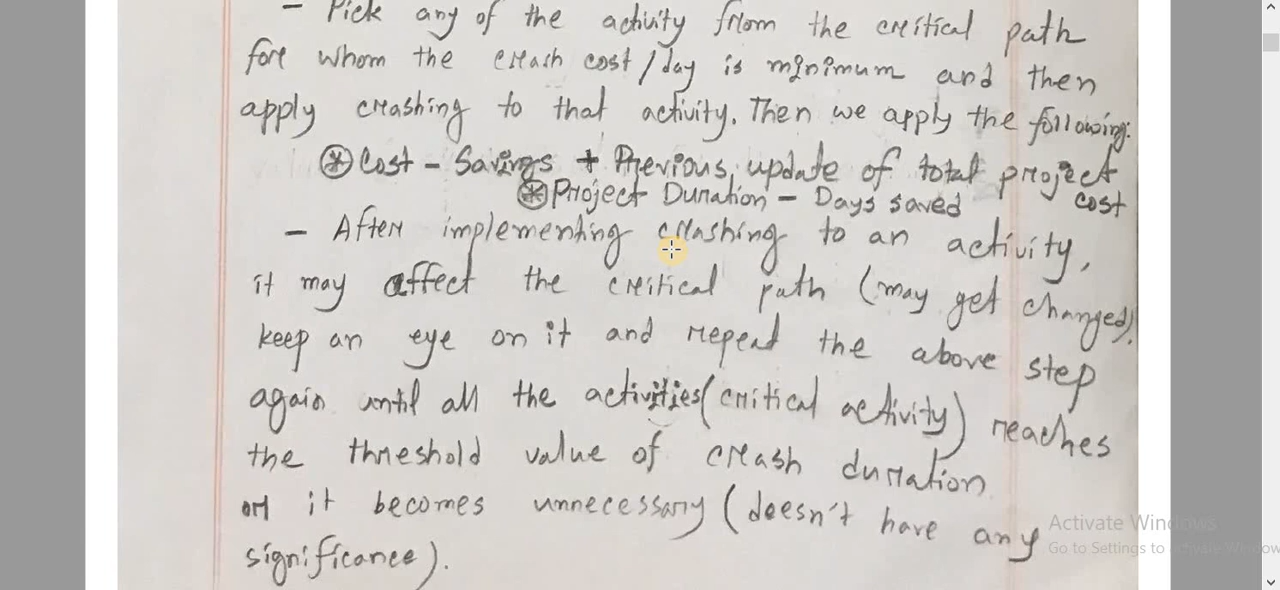 - Pick any of the activity from the critical path
for whom the crash cost/day is minimum and then
apply crashing to that activity. Then we apply the following:
⊛ Cost - Savings + Previous update of total project cost
⊛ Project Duration - Days saved
- After implementing crashing to an activity,
it may affect the critical path (may get changed),
keep an eye on it and repeat the above step
again until all the activities (critical activity) reaches
the threshold value of crash duration
or it becomes unnecessary (doesn't have any
significance).
Activate Windows
Go to Settings to activate Window